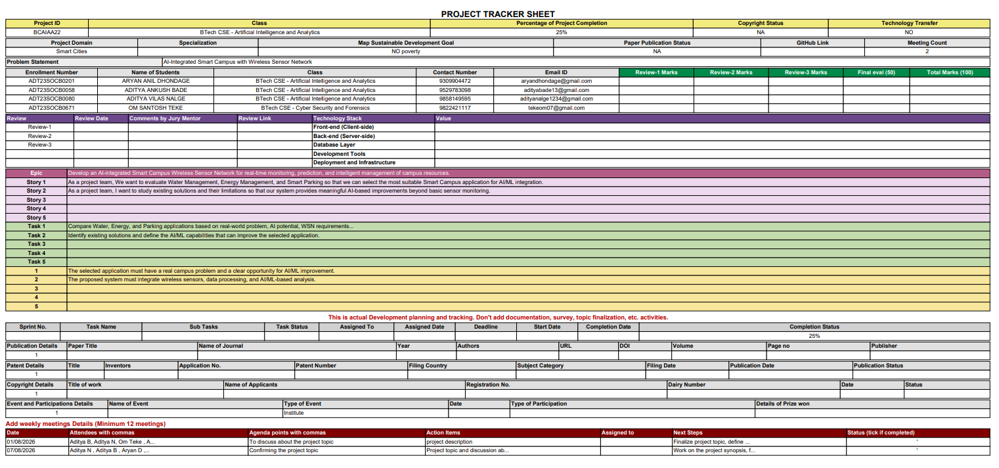 PROJECT TRACKER SHEET
Project ID Class Percentage of Project Completion Copyright Status Technology Transfer
BCAIAA22 BTech CSE - Artificial Intelligence and Analytics 25% NA NO
Project Domain Specialization Map Sustainable Development Goal Paper Publication Status GitHub Link Meeting Count
Smart Cities NO poverty NA 2
Problem Statement AI-Integrated Smart Campus with Wireless Sensor Network
Enrollment Number Name of Students Class Contact Number Email ID Review-1 Marks Review-2 Marks Review-3 Marks Final eval (50) Total Marks (100)
ADT23SOCB0201 ARYAN ANIL DHONDAGE BTech CSE - Artificial Intelligence and Analytics 9309904472 aryandhondage@gmail.com
ADT23SOCB0058 ADITYA ANKUSH BADE BTech CSE - Artificial Intelligence and Analytics 9529783098 adityabade13@gmail.com
ADT23SOCB0080 ADITYA VILAS NALGE BTech CSE - Artificial Intelligence and Analytics 9858149595 adityanalge1234@gmail.com
ADT23SOCB0671 OM SANTOSH TEKE BTech CSE - Cyber Security and Forensics 9822421117 tekeom07@gmail.com
Review Review Date Comments by Jury Mentor Review Link Technology Stack Value
Review-1 Front-end (Client-side)
Review-2 Back-end (Server-side)
Review-3 Database Layer
Development Tools
Deployment and Infrastructure
Epic Develop an AI-integrated Smart Campus Wireless Sensor Network for real-time monitoring, prediction, and intelligent management of campus resources.
Story 1 As a project team, We want to evaluate Water Management, Energy Management, and Smart Parking so that we can select the most suitable Smart Campus application for AI/ML integration.
Story 2 As a project team, I want to study existing solutions and their limitations so that our system provides meaningful AI-based improvements beyond basic sensor monitoring.
Story 3
Story 4
Story 5
Task 1 Compare Water, Energy, and Parking applications based on real-world problem, AI potential, WSN requirements...
Task 2 Identify existing solutions and define the AI/ML capabilities that can improve the selected application.
Task 3
Task 4
Task 5
1 The selected application must have a real campus problem and a clear opportunity for AI/ML improvement.
2 The proposed system must integrate wireless sensors, data processing, and AI/ML-based analysis.
3
4
5
This is actual Development planning and tracking. Don't add documentation, survey, topic finalization, etc. activities.
Sprint No. Task Name Sub Tasks Task Status Assigned To Assigned Date Deadline Start Date Completion Date Completion Status
25%
Publication Details Paper Title Name of Journal Year Authors URL DOI Volume Page no Publisher
1
Patent Details Title Inventors Application No. Patent Number Filing Country Subject Category Filing Date Publication Date Publication Status
1
Copyright Details Title of work Name of Applicants Registration No. Dairy Number Date Status
1
Event and Participations Details Name of Event Type of Event Date Type of Participation Details of Prize won
1 Institute
Add weekly meetings Details (Minimum 12 meetings)
Date Attendees with commas Agenda points with commas Action Items Assigned to Next Steps Status (tick if completed)
01/08/2026 Aditya B, Aditya N, Om Teke , A... To discuss about the project topic project description Finalize project topic, define ... '
07/08/2026 Aditya N , Aditya B , Aryan D ,... Confirming the project topic Project topic and discussion ab... Work on the project synopsis, f... '